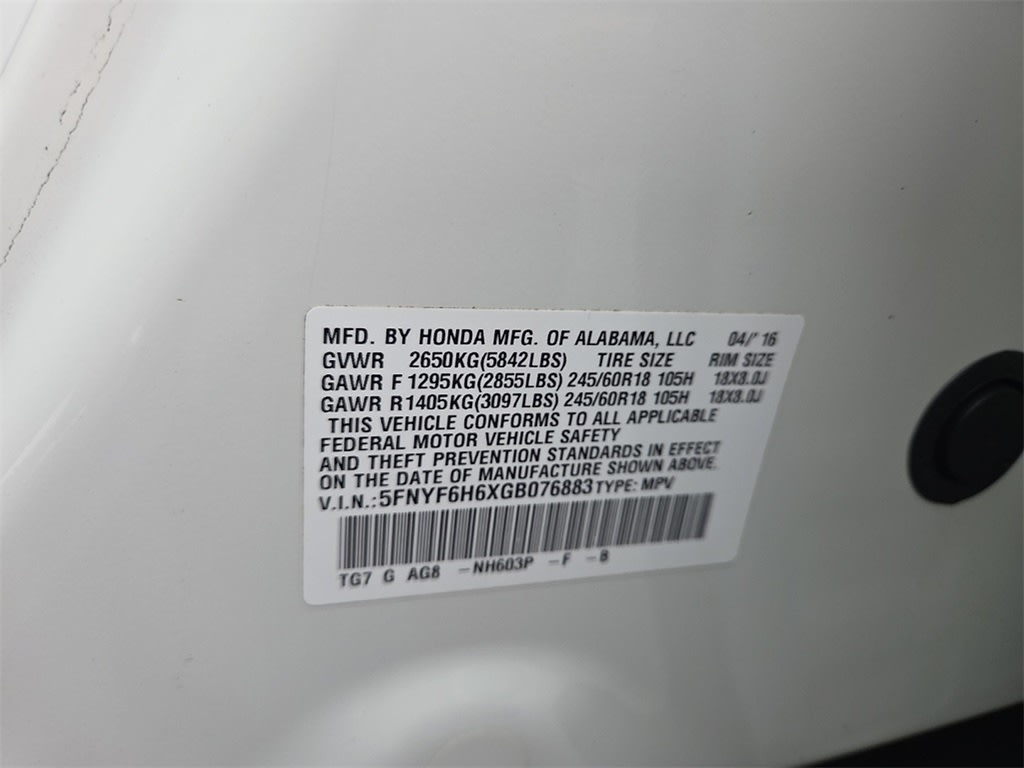 MFD. BY HONDA MFG. OF ALABAMA, LLC 04/'16
GVWR 2650KG(5842LBS) TIRE SIZE RIM SIZE
GAWR F 1295KG(2855LBS) 245/60R18 105H 18X8.0J
GAWR R 1405KG(3097LBS) 245/60R18 105H 18X8.0J
THIS VEHICLE CONFORMS TO ALL APPLICABLE
FEDERAL MOTOR VEHICLE SAFETY
AND THEFT PREVENTION STANDARDS IN EFFECT
ON THE DATE OF MANUFACTURE SHOWN ABOVE.
V.I.N.:5FNYF6H6XGB076883 TYPE: MPV
TG7 G AG8 -NH603P -F -B